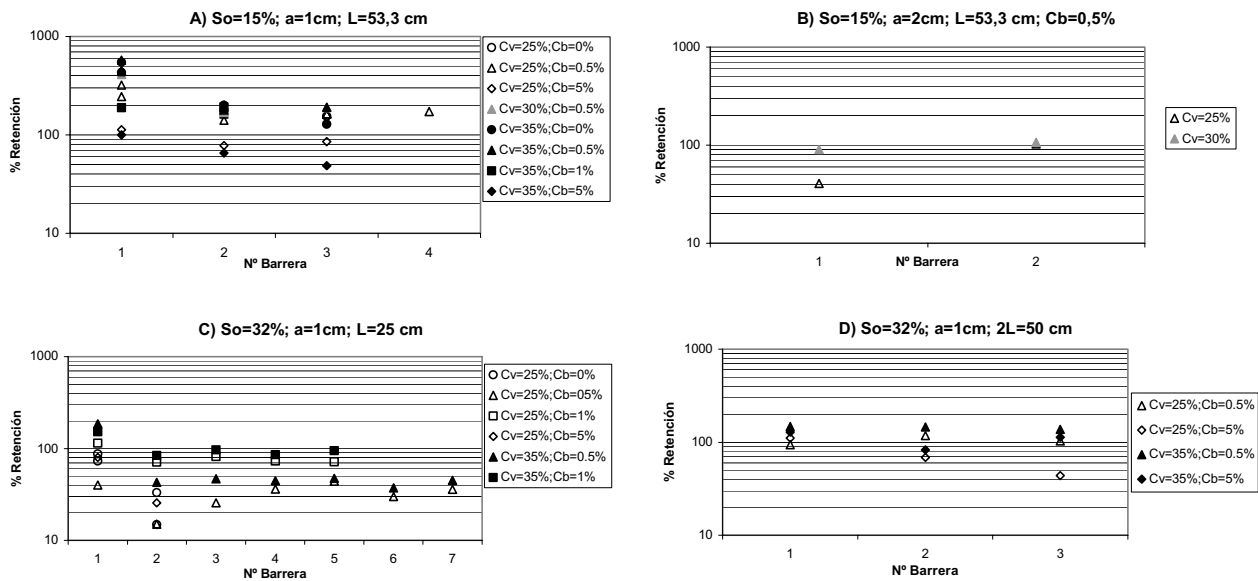 A) So=15%; a=1cm; L=53,3 cm
1000
100
10
% Retención
1 2 3 4
Nº Barrera
Cv=25%;Cb=0%
Cv=25%;Cb=0.5%
Cv=25%;Cb=5%
Cv=30%;Cb=0.5%
Cv=35%;Cb=0%
Cv=35%;Cb=0.5%
Cv=35%;Cb=1%
Cv=35%;Cb=5%
B) So=15%; a=2cm; L=53,3 cm; Cb=0,5%
1000
100
10
% Retención
1 2
Nº Barrera
Cv=25%
Cv=30%
C) So=32%; a=1cm; L=25 cm
1000
100
10
% Retención
1 2 3 4 5 6 7
Nº Barrera
Cv=25%;Cb=0%
Cv=25%;Cb=05%
Cv=25%;Cb=1%
Cv=25%;Cb=5%
Cv=35%;Cb=0.5%
Cv=35%;Cb=1%
D) So=32%; a=1cm; 2L=50 cm
1000
100
10
% Retención
1 2 3
Nº Barrera
Cv=25%;Cb=0.5%
Cv=25%;Cb=5%
Cv=35%;Cb=0.5%
Cv=35%;Cb=5%